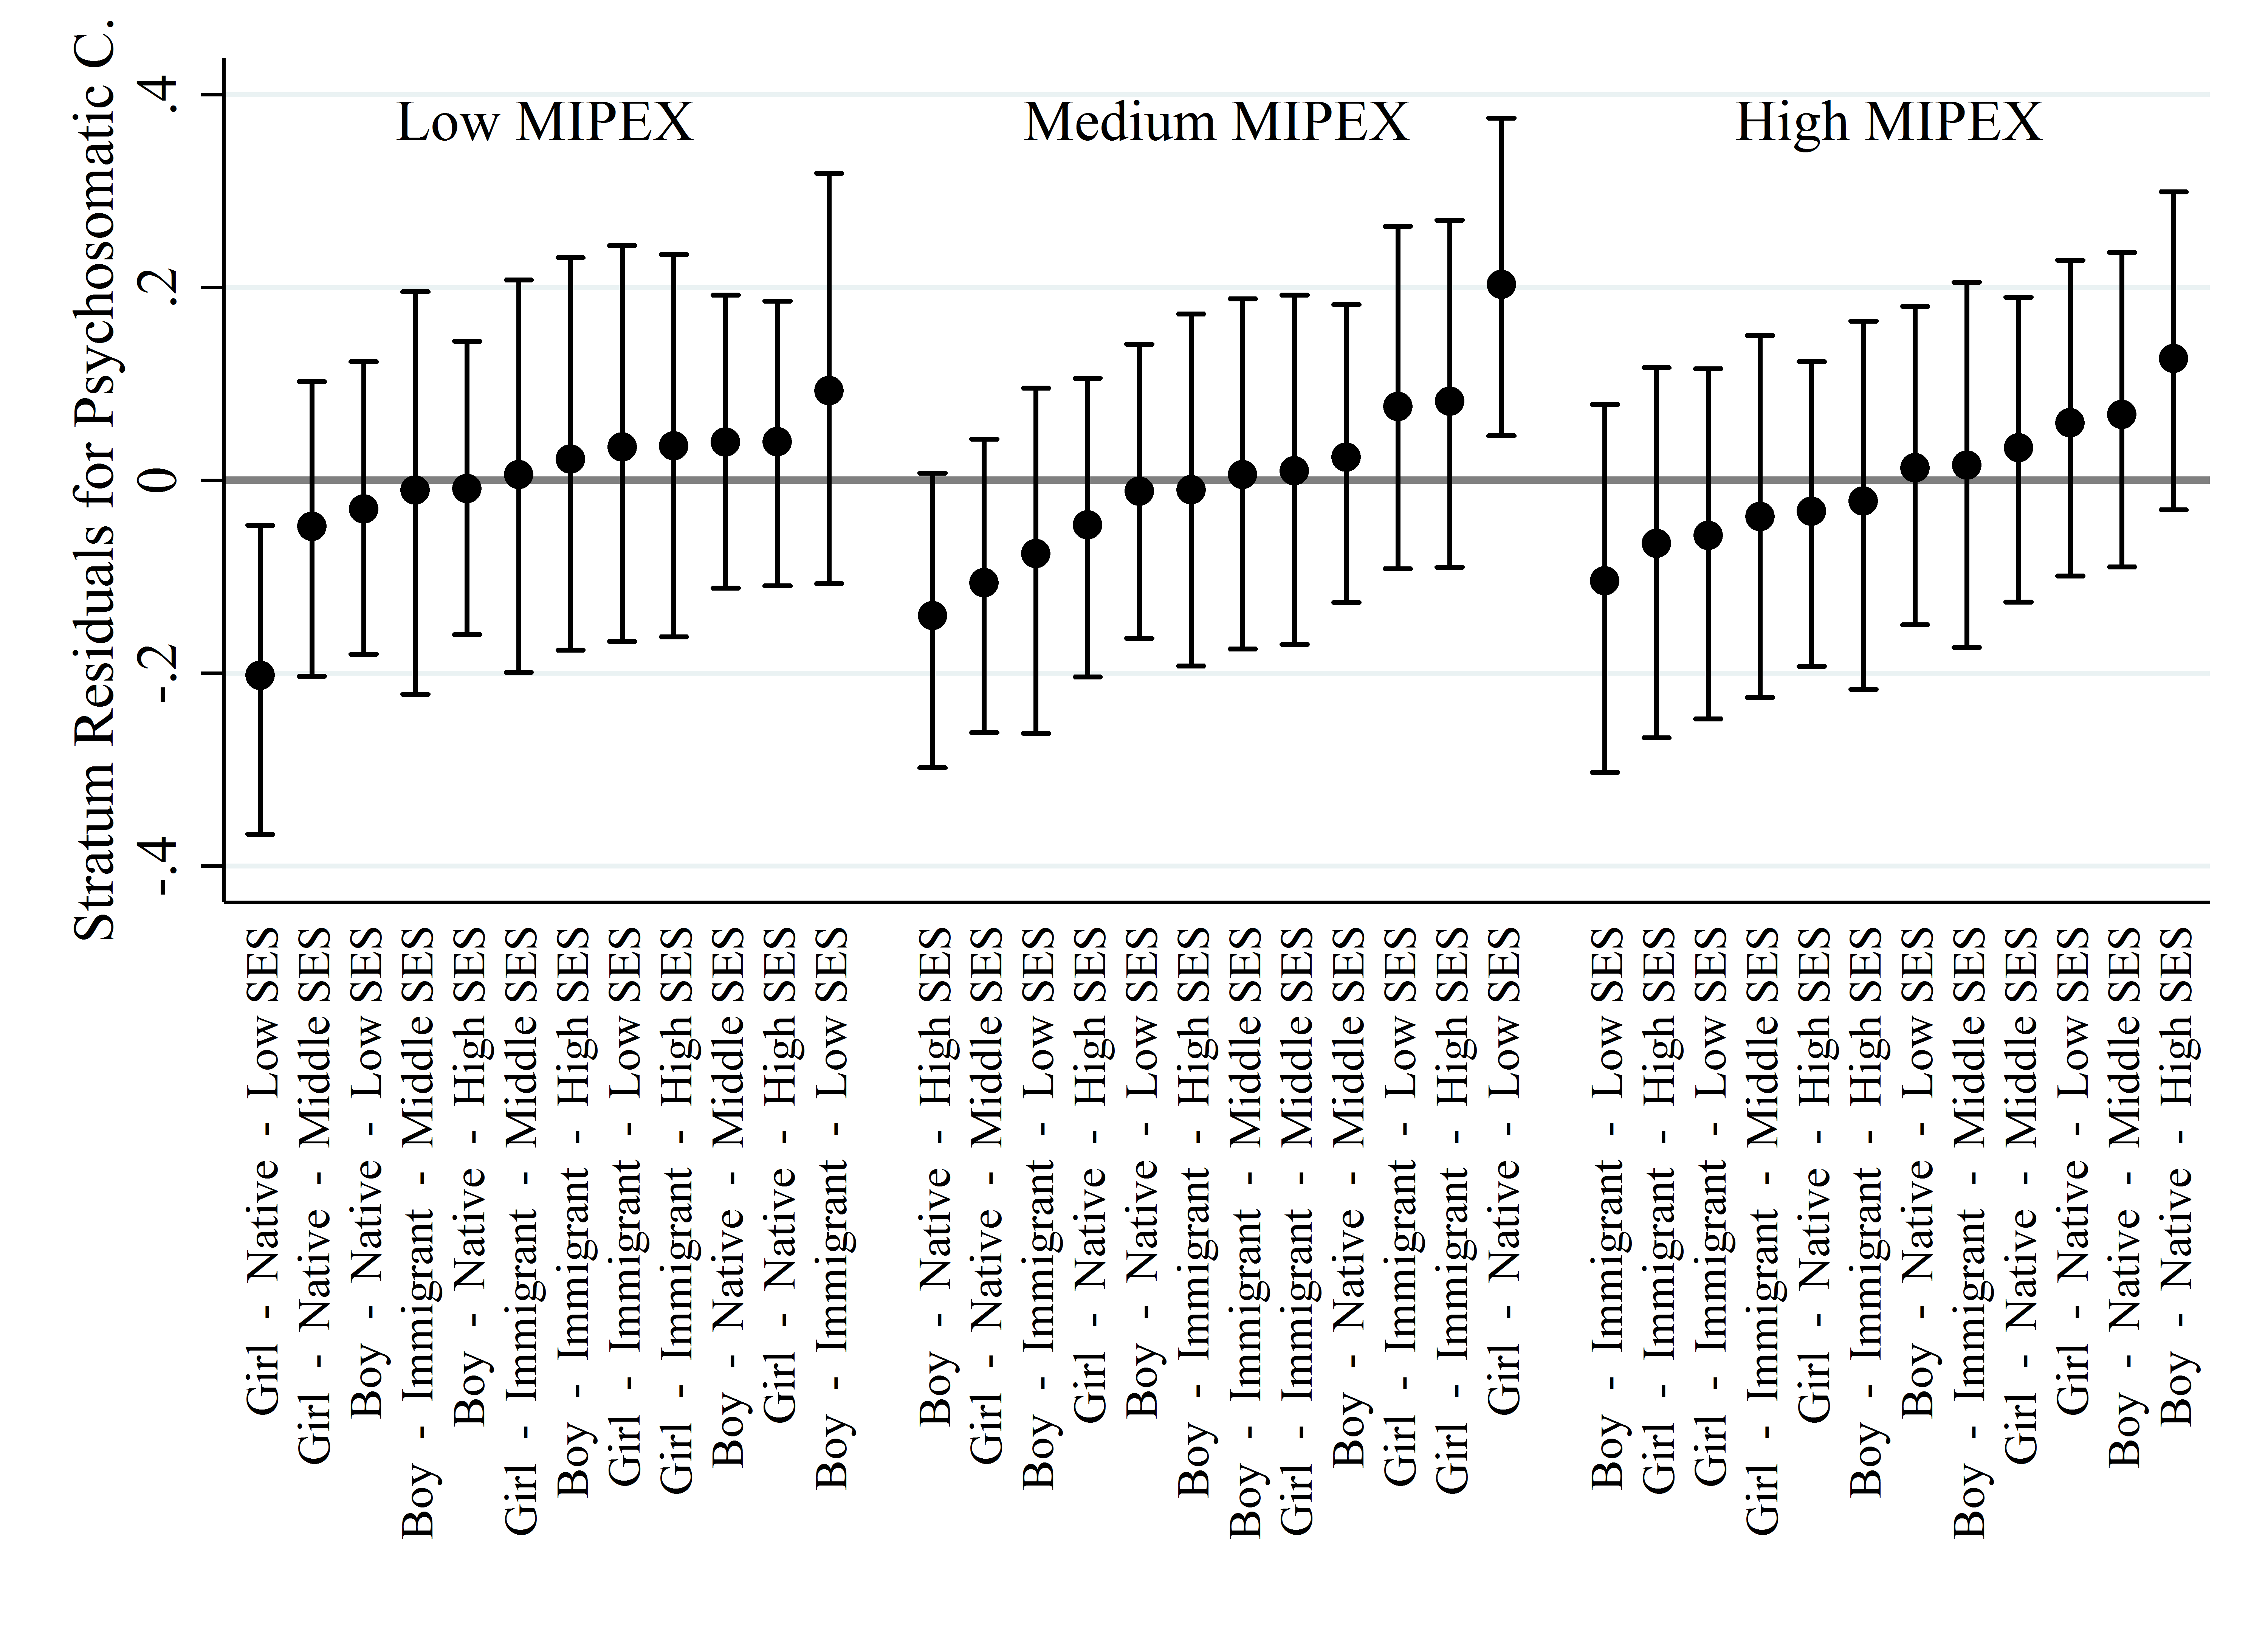 Stratum Residuals for Psychosomatic C.
.4
.2
0
-.2
-.4
Low MIPEX
Medium MIPEX
High MIPEX
Girl - Native - Low SES
Girl - Native - Middle SES
Boy - Native - Low SES
Boy - Immigrant - Middle SES
Boy - Native - High SES
Girl - Immigrant - Middle SES
Boy - Immigrant - High SES
Girl - Immigrant - Low SES
Girl - Immigrant - High SES
Boy - Native - Middle SES
Girl - Native - High SES
Boy - Immigrant - Low SES
Boy - Native - High SES
Girl - Native - Middle SES
Boy - Immigrant - Low SES
Girl - Native - High SES
Boy - Native - Low SES
Boy - Immigrant - High SES
Boy - Immigrant - Middle SES
Girl - Immigrant - Middle SES
Boy - Native - Middle SES
Girl - Immigrant - Low SES
Girl - Immigrant - High SES
Girl - Native - Low SES
Boy - Immigrant - Low SES
Girl - Immigrant - High SES
Girl - Immigrant - Low SES
Girl - Immigrant - Middle SES
Girl - Native - High SES
Boy - Immigrant - High SES
Boy - Native - Low SES
Boy - Immigrant - Middle SES
Girl - Native - Middle SES
Girl - Native - Low SES
Boy - Native - Middle SES
Boy - Native - High SES